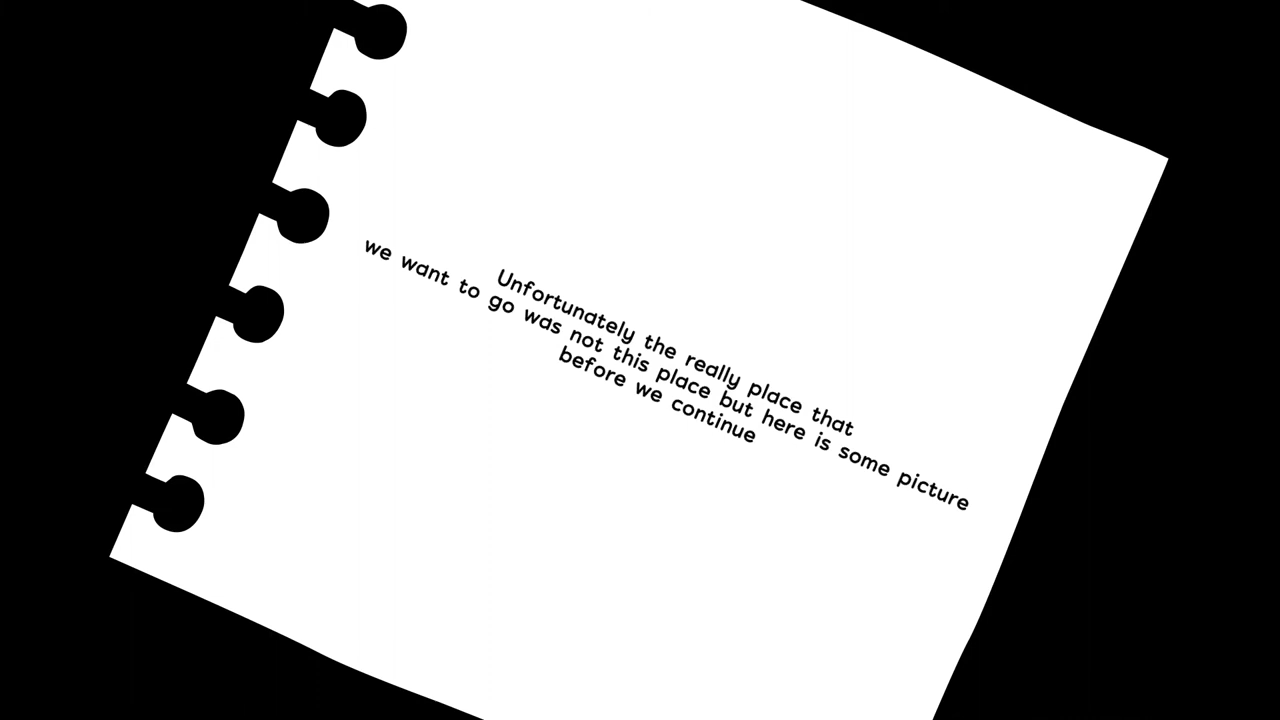 Unfortunately the really place that
we want to go was not this place but here is some picture
before we continue